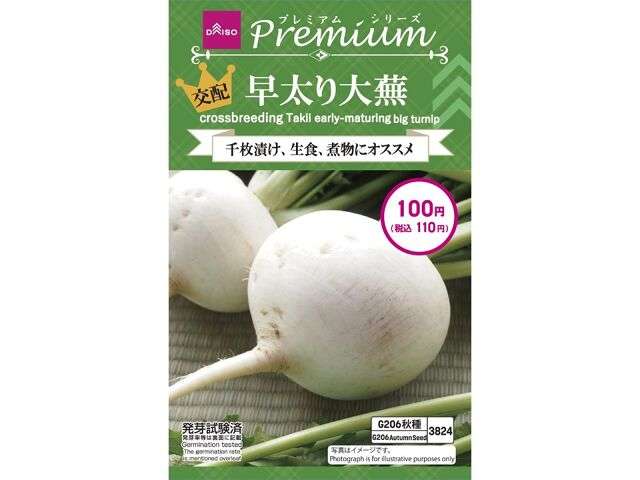 DAISO
プレミアム シリーズ
Premium
交配
早太り大蕪
crossbreeding Takii early-maturing big turnip
千枚漬け、生食、煮物にオススメ
100円
(税込 110円)
発芽試験済
発芽率等は裏面に記載
Germination tested
The germination rate
is mentioned overleaf.
G206秋種
G206AutumnSeed
3824
写真はイメージです。
Photograph is for illustrative purposes only